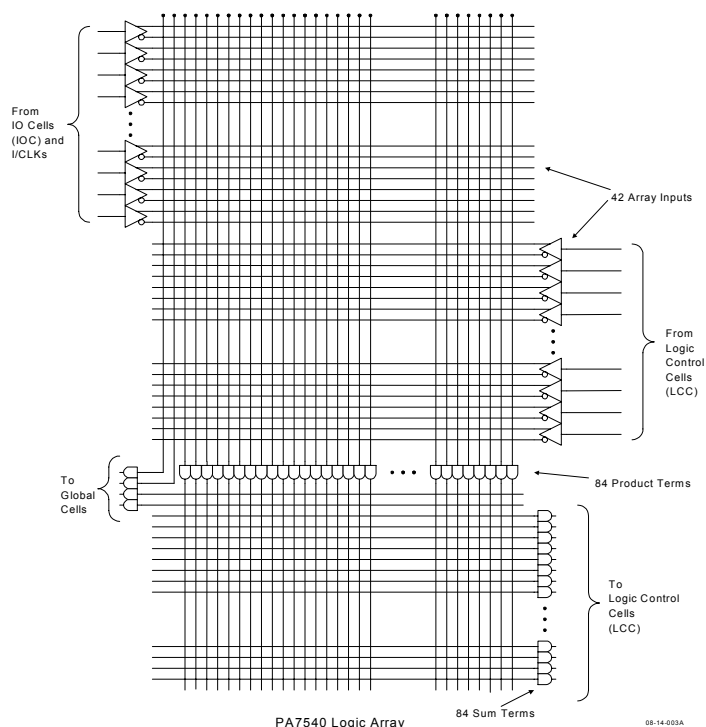 From
IO Cells
(IOC) and
I/CLKs
42 Array Inputs
From
Logic
Control
Cells
(LCC)
To
Global
Cells
84 Product Terms
To
Logic Control
Cells
(LCC)
84 Sum Terms
PA7540 Logic Array
08-14-003A